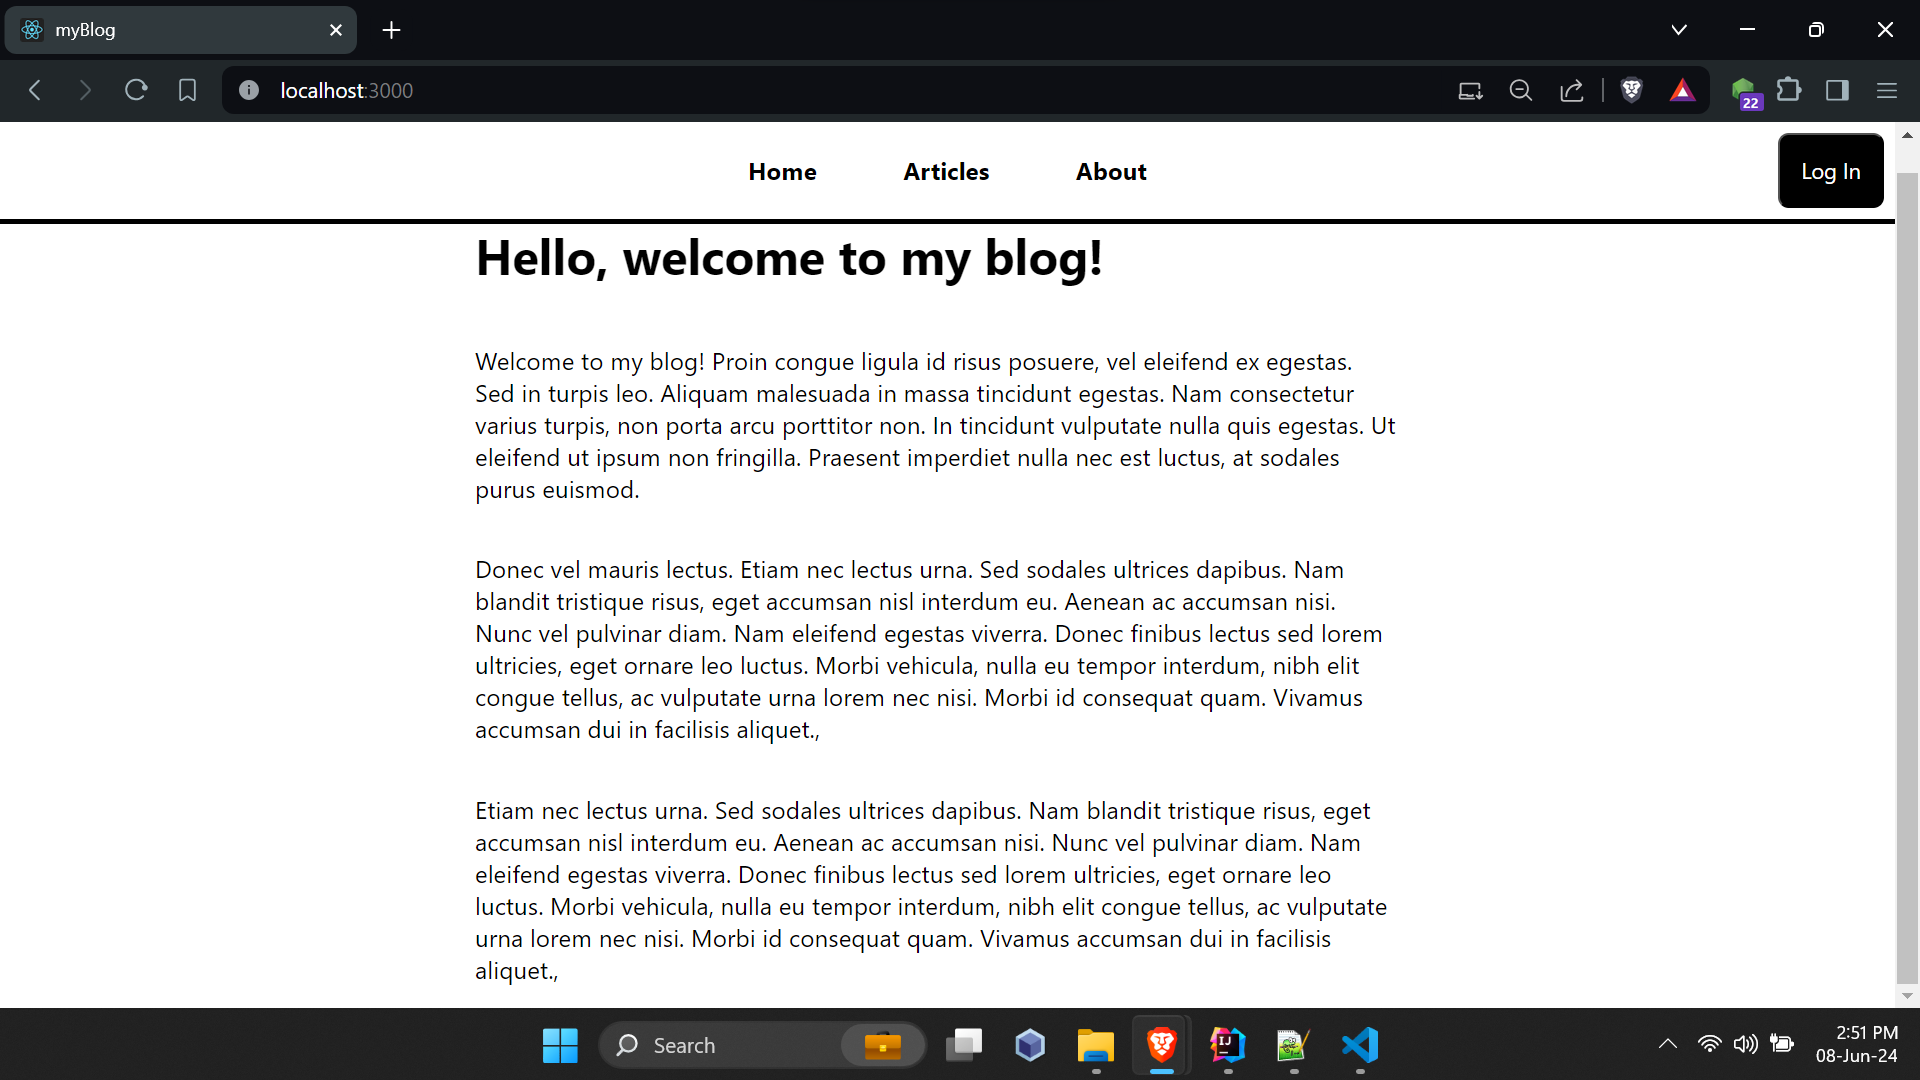 myBlog
localhost:3000
22
Home Articles About Log In
Hello, welcome to my blog!
Welcome to my blog! Proin congue ligula id risus posuere, vel eleifend ex egestas.
Sed in turpis leo. Aliquam malesuada in massa tincidunt egestas. Nam consectetur
varius turpis, non porta arcu porttitor non. In tincidunt vulputate nulla quis egestas. Ut
eleifend ut ipsum non fringilla. Praesent imperdiet nulla nec est luctus, at sodales
purus euismod.
Donec vel mauris lectus. Etiam nec lectus urna. Sed sodales ultrices dapibus. Nam
blandit tristique risus, eget accumsan nisl interdum eu. Aenean ac accumsan nisi.
Nunc vel pulvinar diam. Nam eleifend egestas viverra. Donec finibus lectus sed lorem
ultricies, eget ornare leo luctus. Morbi vehicula, nulla eu tempor interdum, nibh elit
congue tellus, ac vulputate urna lorem nec nisi. Morbi id consequat quam. Vivamus
accumsan dui in facilisis aliquet.,
Etiam nec lectus urna. Sed sodales ultrices dapibus. Nam blandit tristique risus, eget
accumsan nisl interdum eu. Aenean ac accumsan nisi. Nunc vel pulvinar diam. Nam
eleifend egestas viverra. Donec finibus lectus sed lorem ultricies, eget ornare leo
luctus. Morbi vehicula, nulla eu tempor interdum, nibh elit congue tellus, ac vulputate
urna lorem nec nisi. Morbi id consequat quam. Vivamus accumsan dui in facilisis
aliquet.,
Search
IJ
2:51 PM
08-Jun-24